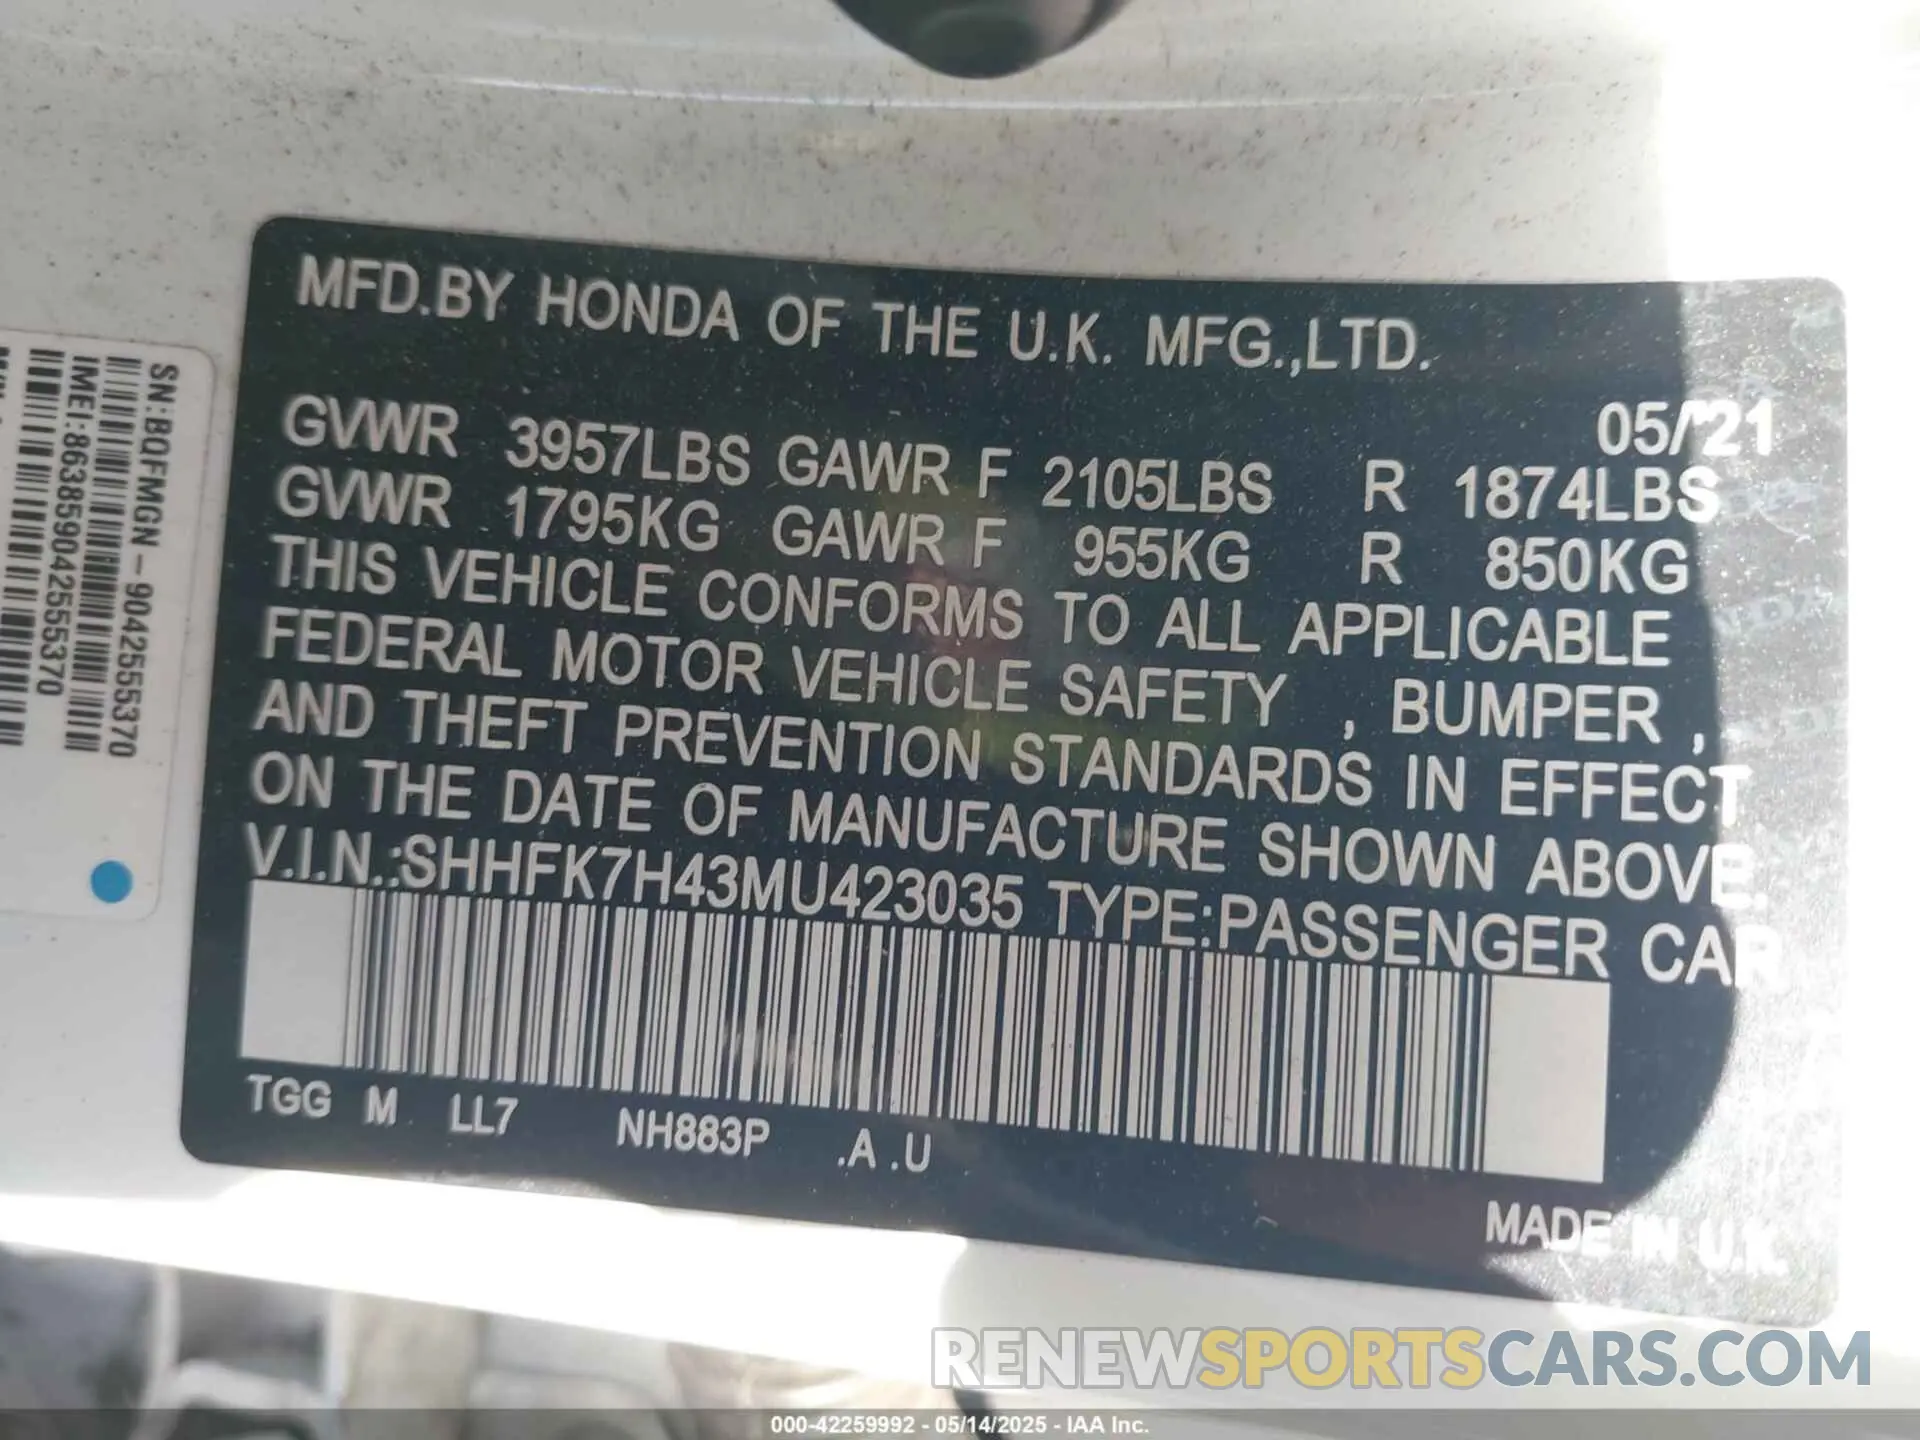 MFD.BY HONDA OF THE U.K. MFG.,LTD.
05/'21
GVWR 3957LBS GAWR F 2105LBS R 1874LBS
GVWR 1795KG GAWR F 955KG R 850KG
THIS VEHICLE CONFORMS TO ALL APPLICABLE
FEDERAL MOTOR VEHICLE SAFETY , BUMPER ,
AND THEFT PREVENTION STANDARDS IN EFFECT
ON THE DATE OF MANUFACTURE SHOWN ABOVE.
V.I.N.:SHHFK7H43MU423035 TYPE:PASSENGER CAR
TGG M LL7 NH883P .A .U
MADE IN U.K.
SN:BQFMGN-9042555370
IMEI:863859042555370
RENEWSPORTSCARS.COM
000-42259992 - 05/14/2025 - IAA Inc.